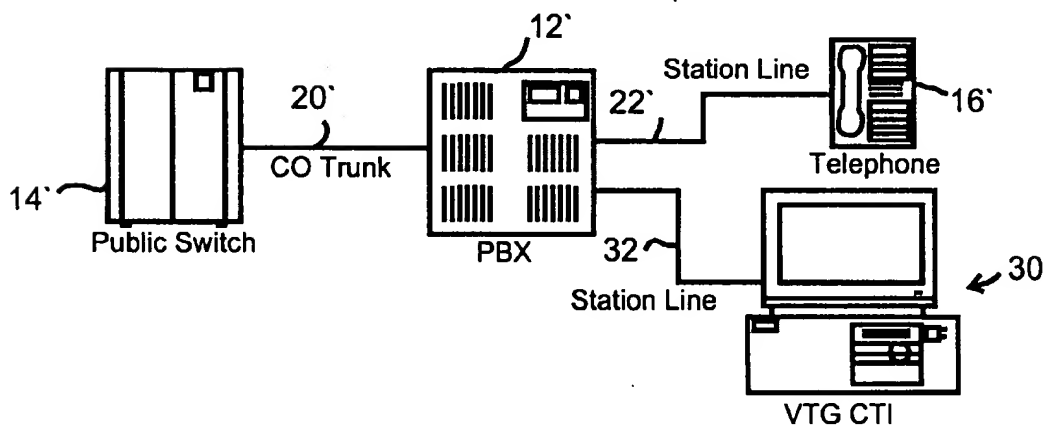 12`
Station Line
20`
22`
16`
CO Trunk
Telephone
14`
Public Switch
PBX
32
30
Station Line
VTG CTI